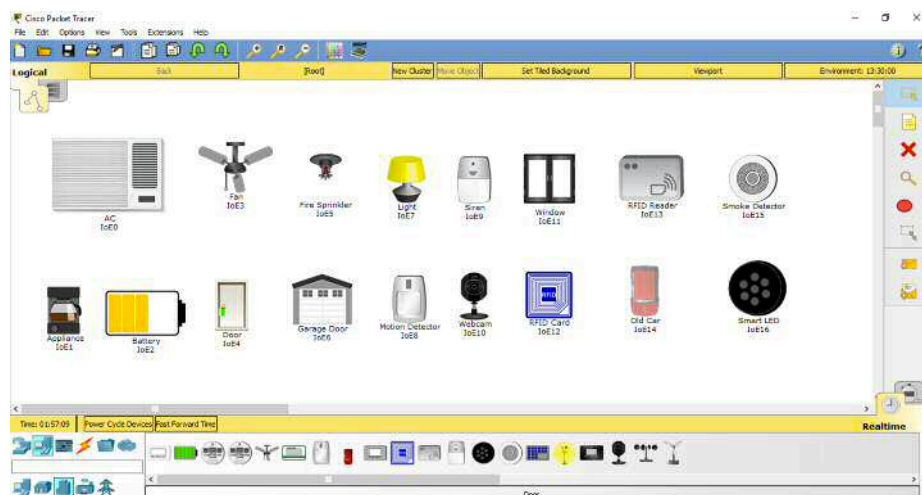 Cisco Packet Tracer
File Edit Options View Tools Extensions Help
Logical Back [Root] New Cluster Move Object Set Tiled Background Viewport Environment: 13:30:00
AC
IoE0
Fan
IoE3
Fire Sprinkler
IoE5
Light
IoE7
Siren
IoE9
Window
IoE11
RFID Reader
IoE13
Smoke Detector
IoE15
Appliance
IoE1
Battery
IoE2
Door
IoE4
Garage Door
IoE6
Motion Detector
IoE8
Webcam
IoE10
RFID
RFID Card
IoE12
Old Car
IoE14
Smart LED
IoE16
Time: 01:57:09 Power Cycle Devices Fast Forward Time Realtime
Door